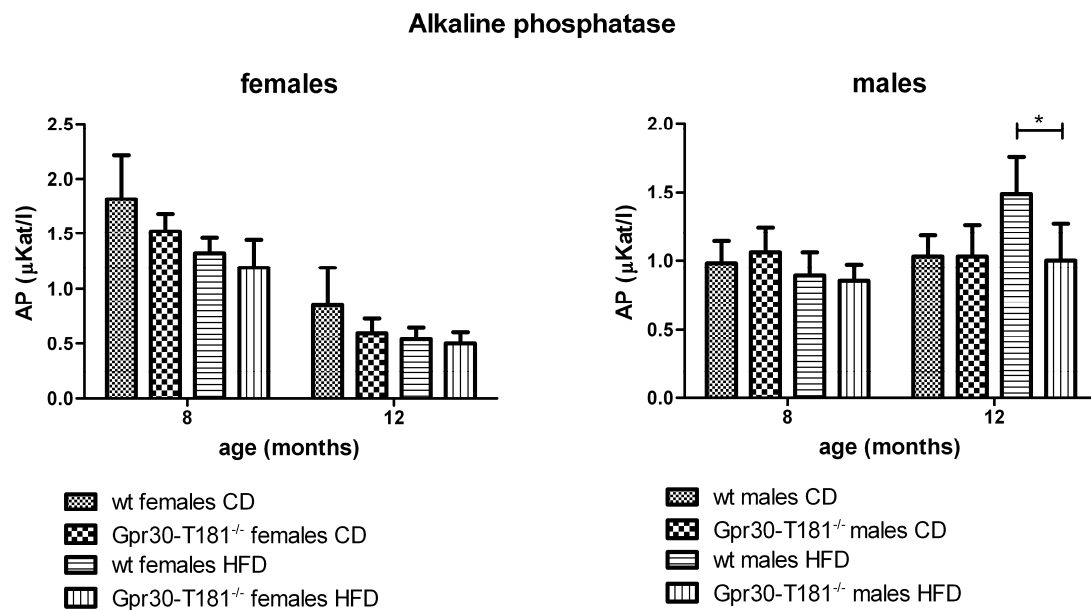 Alkaline phosphatase
females
2.5
2.0
1.5
1.0
0.5
0.0
AP (μKat/l)
8
12
age (months)
wt females CD
Gpr30-T181-/- females CD
wt females HFD
Gpr30-T181-/- females HFD
males
2.0
1.5
1.0
0.5
0.0
AP (μKat/l)
*
8
12
age (months)
wt males CD
Gpr30-T181-/- males CD
wt males HFD
Gpr30-T181-/- males HFD